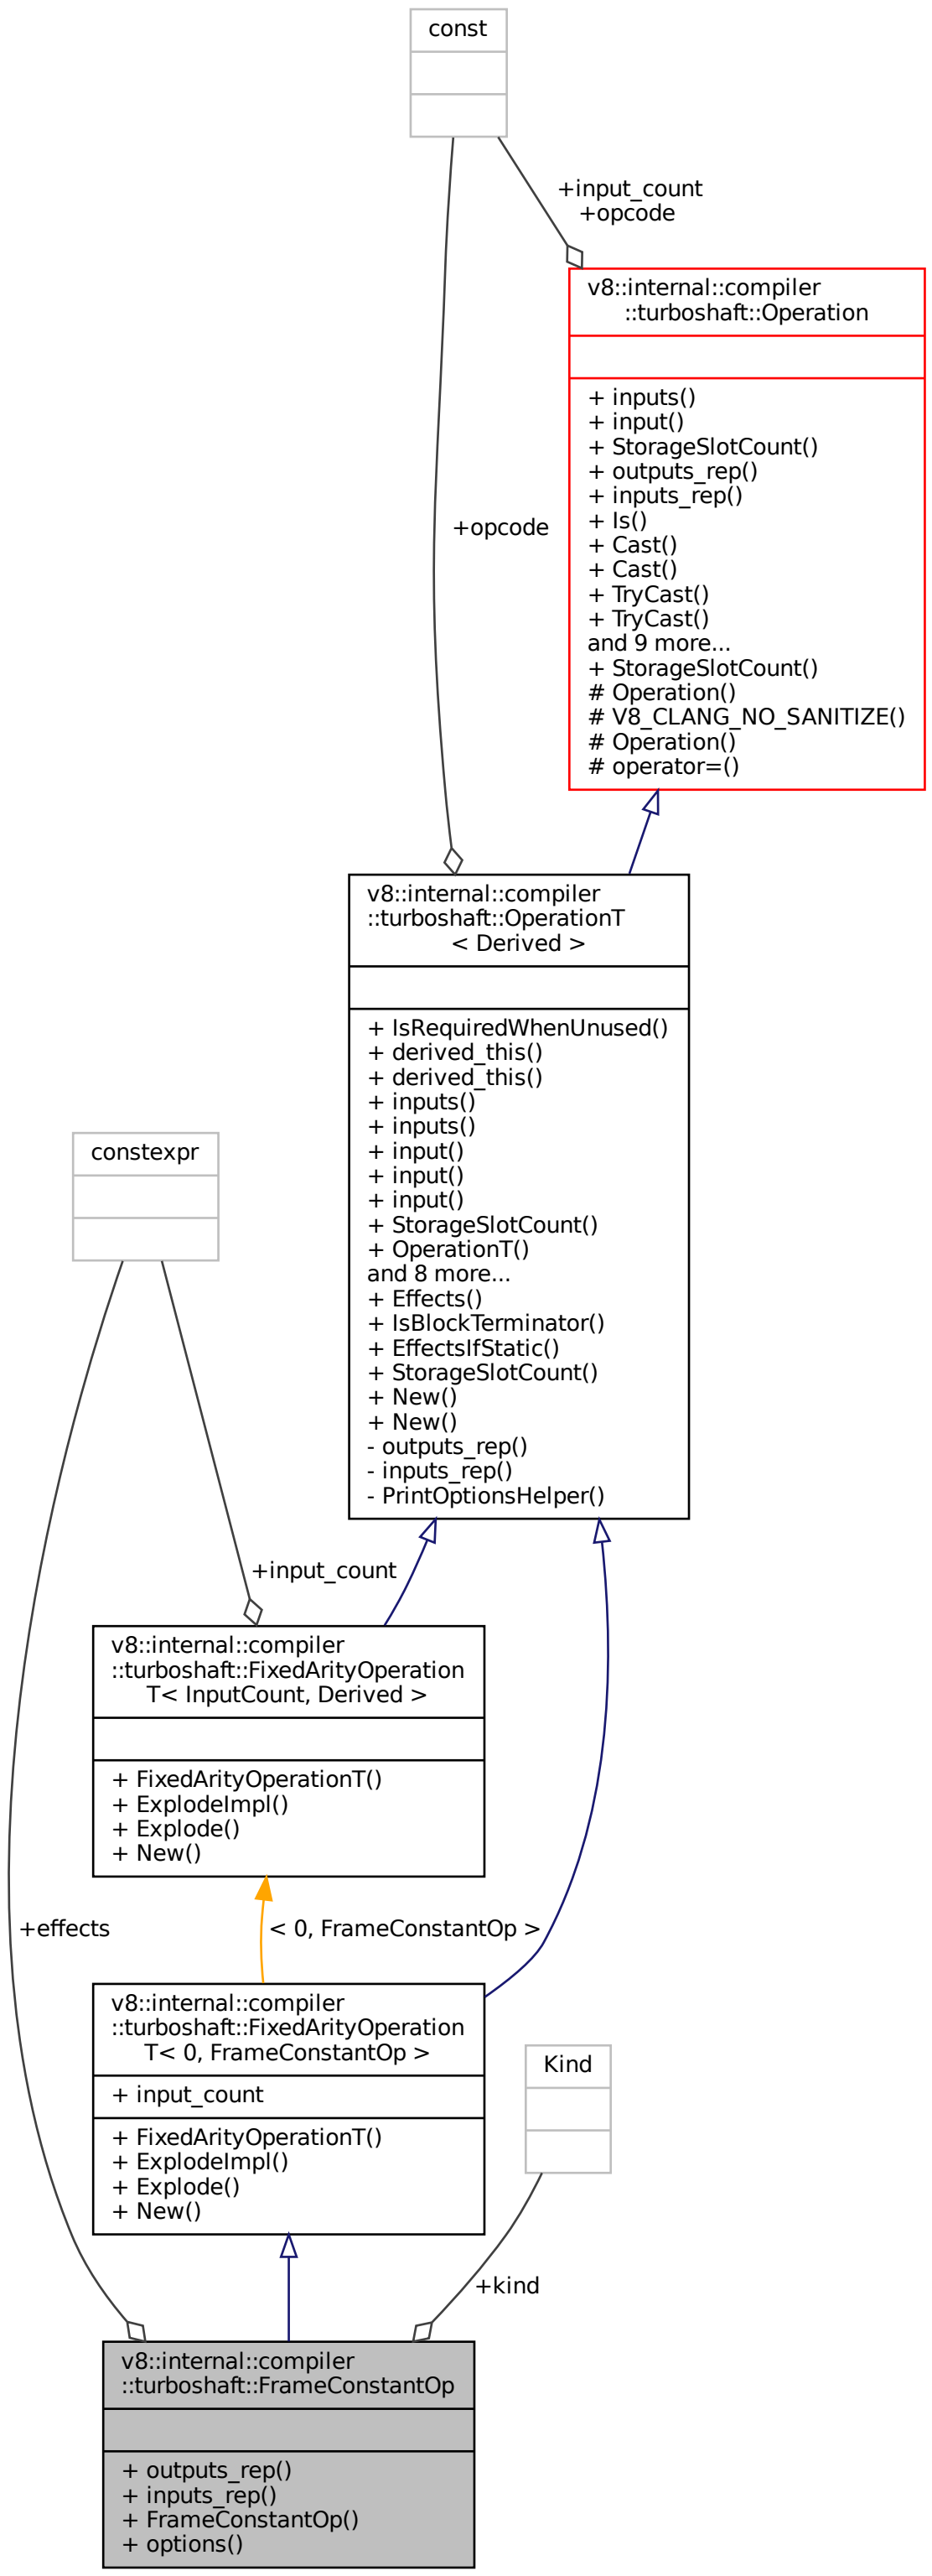 const
+input_count
+opcode
v8::internal::compiler
::turboshaft::Operation
+ inputs()
+ input()
+ StorageSlotCount()
+ outputs_rep()
+ inputs_rep()
+ Is()
+ Cast()
+ Cast()
+ TryCast()
+ TryCast()
and 9 more...
+ StorageSlotCount()
# Operation()
# V8_CLANG_NO_SANITIZE()
# Operation()
# operator=()
+opcode
v8::internal::compiler
::turboshaft::OperationT
< Derived >
+ IsRequiredWhenUnused()
+ derived_this()
+ derived_this()
+ inputs()
+ inputs()
+ input()
+ input()
+ input()
+ StorageSlotCount()
+ OperationT()
and 8 more...
+ Effects()
+ IsBlockTerminator()
+ EffectsIfStatic()
+ StorageSlotCount()
+ New()
+ New()
- outputs_rep()
- inputs_rep()
- PrintOptionsHelper()
constexpr
+input_count
v8::internal::compiler
::turboshaft::FixedArityOperation
T< InputCount, Derived >
+ FixedArityOperationT()
+ ExplodeImpl()
+ Explode()
+ New()
+effects
< 0, FrameConstantOp >
v8::internal::compiler
::turboshaft::FixedArityOperation
T< 0, FrameConstantOp >
+ input_count
+ FixedArityOperationT()
+ ExplodeImpl()
+ Explode()
+ New()
Kind
+kind
v8::internal::compiler
::turboshaft::FrameConstantOp
+ outputs_rep()
+ inputs_rep()
+ FrameConstantOp()
+ options()